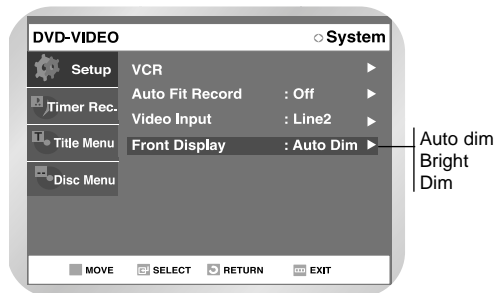 DVD-VIDEO System
Setup
Timer Rec.
Title Menu
Disc Menu
VCR
Auto Fit Record : Off
Video Input : Line2
Front Display : Auto Dim
Auto dim
Bright
Dim
MOVE SELECT RETURN EXIT